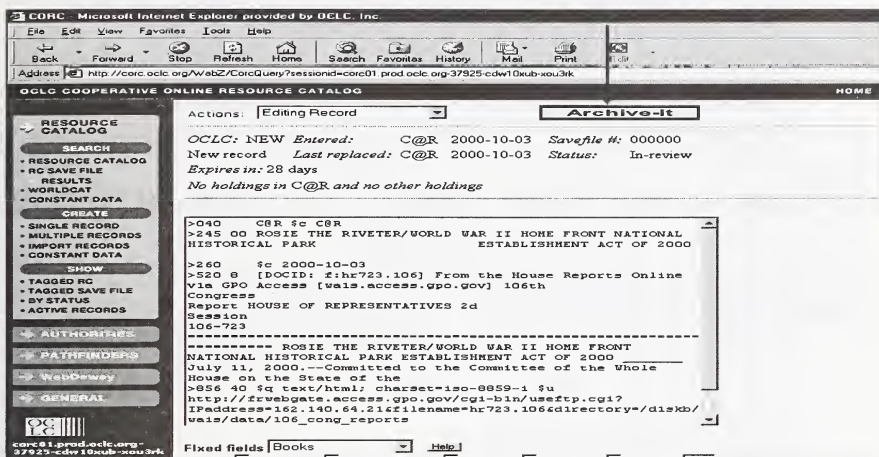 CORC - Microsoft Internet Explorer provided by OCLC, Inc.
File Edit View Favorites Tools Help
Back Forward Stop Refresh Home Search Favorites History Mail Print Edit
Address http://corc.oclc.org/WebZ/CorcQuery?sessionid=corc01.prod.oclc.org-37925-cdw10xub-xou3rk
OCLC COOPERATIVE ONLINE RESOURCE CATALOG HOME
RESOURCE CATALOG
SEARCH
• RESOURCE CATALOG
• RC SAVE FILE
RESULTS
• WORLDCAT
• CONSTANT DATA
CREATE
• SINGLE RECORD
• MULTIPLE RECORDS
• IMPORT RECORDS
• CONSTANT DATA
SHOW
• TAGGED RC
• TAGGED SAVE FILE
• BY STATUS
• ACTIVE RECORDS
AUTHORITIES
PATHFINDERS
WebDewey
GENERAL
OCLC
corc01.prod.oclc.org-
37925-cdw10xub-xou3rk
Actions: Editing Record Archive-It
OCLC: NEW Entered: C@R 2000-10-03 Savefile #: 000000
New record Last replaced: C@R 2000-10-03 Status: In-review
Expires in: 28 days
No holdings in C@R and no other holdings
>040 C@R $c C@R
>245 00 ROSIE THE RIVETER/WORLD WAR II HOME FRONT NATIONAL
HISTORICAL PARK ESTABLISHMENT ACT OF 2000
>260 $c 2000-10-03
>520 8 [DOCID: f:hr723.106] From the House Reports Online
via GPO Access [wais.access.gpo.gov] 106th
Congress
Report HOUSE OF REPRESENTATIVES 2d
Session
106-723
---------- ROSIE THE RIVETER/WORLD WAR II HOME FRONT
NATIONAL HISTORICAL PARK ESTABLISHMENT ACT OF 2000 _______
July 11, 2000.--Committed to the Committee of the Whole
House on the State of the
>856 40 $q text/html; charset=iso-8859-1 $u
http://frwebgate.access.gpo.gov/cgi-bin/useftp.cgi?
IPaddress=162.140.64.21&filename=hr723.106&directory=/diskb/
wais/data/106_cong_reports
Fixed fields Books Help